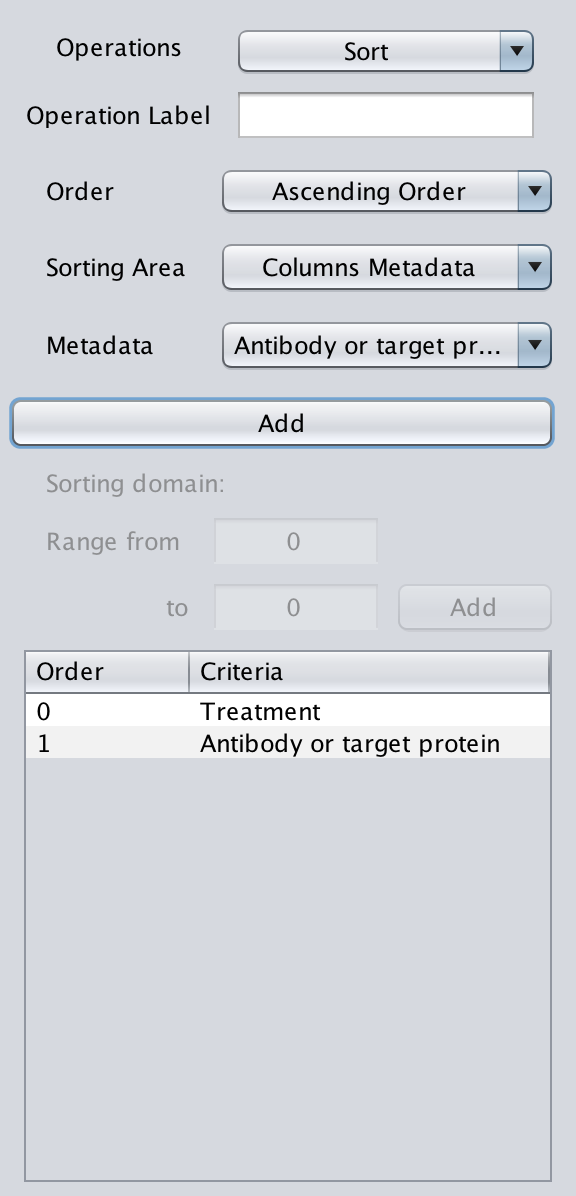 Operations Sort
Operation Label
Order Ascending Order
Sorting Area Columns Metadata
Metadata Antibody or target pr...
Add
Sorting domain:
Range from 0
to 0 Add
Order Criteria
0 Treatment
1 Antibody or target protein